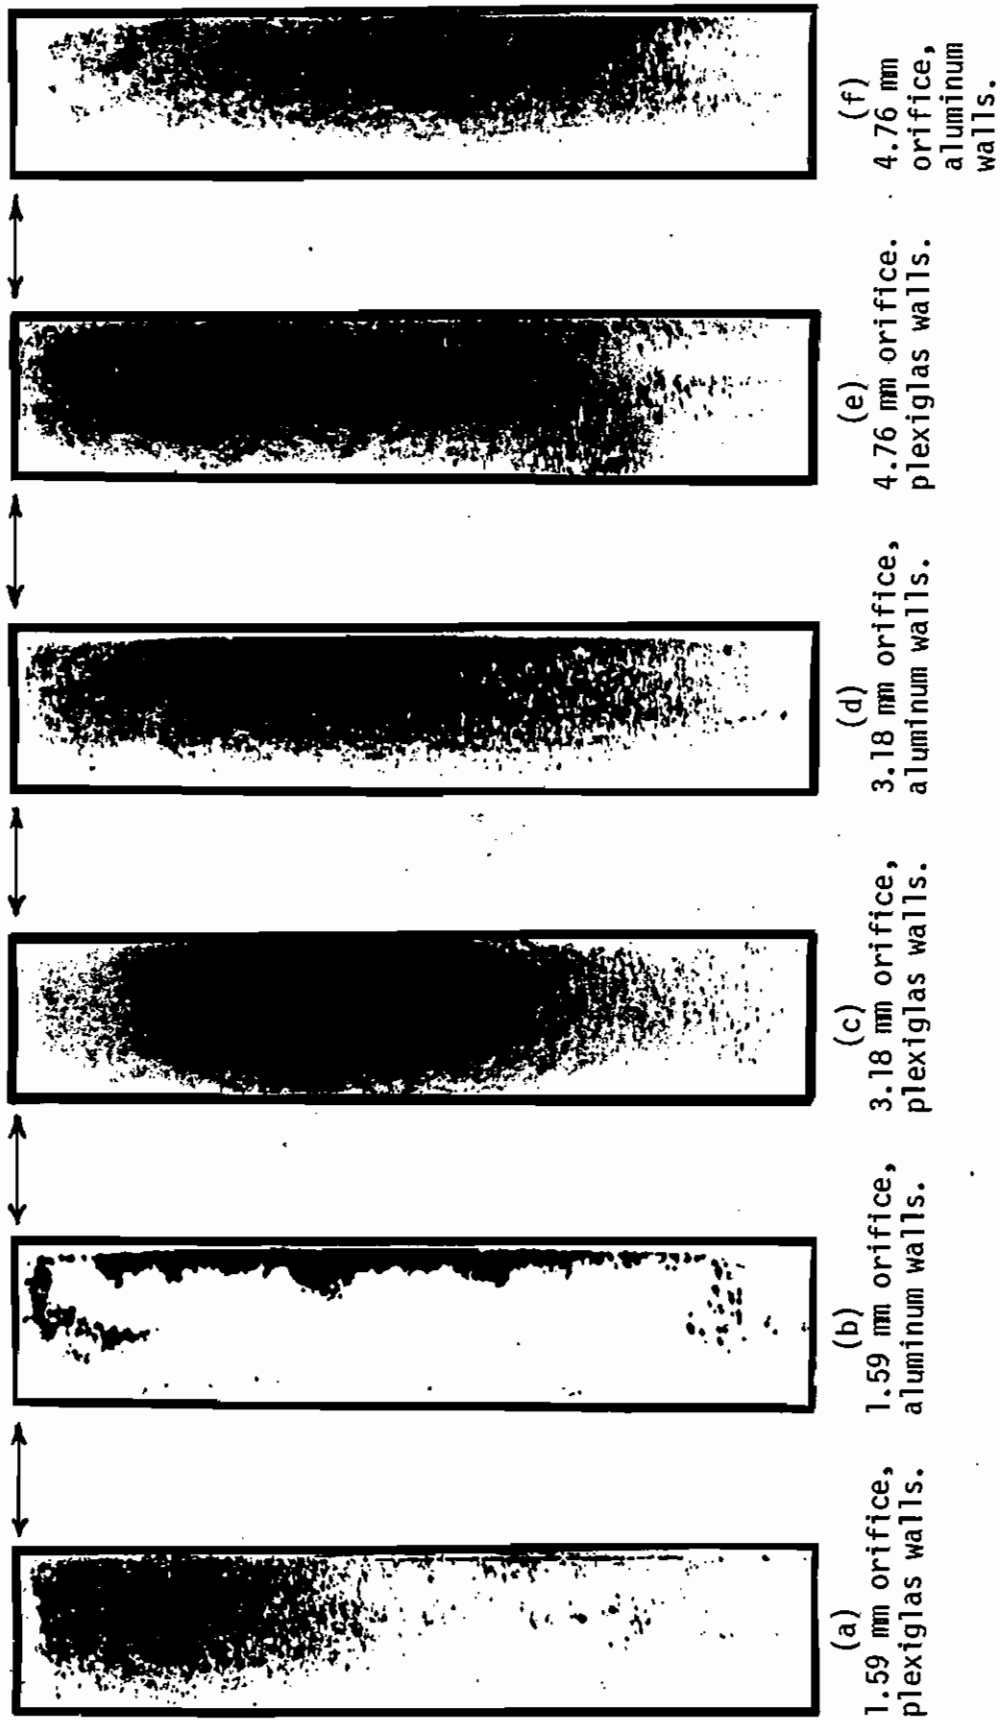 (a)
1.59 mm orifice,
plexiglas walls.
(b)
1.59 mm orifice,
aluminum walls.
(c)
3.18 mm orifice,
plexiglas walls.
(d)
3.18 mm orifice,
aluminum walls.
(e)
4.76 mm orifice.
plexiglas walls.
(f)
4.76 mm
orifice,
aluminum
walls.